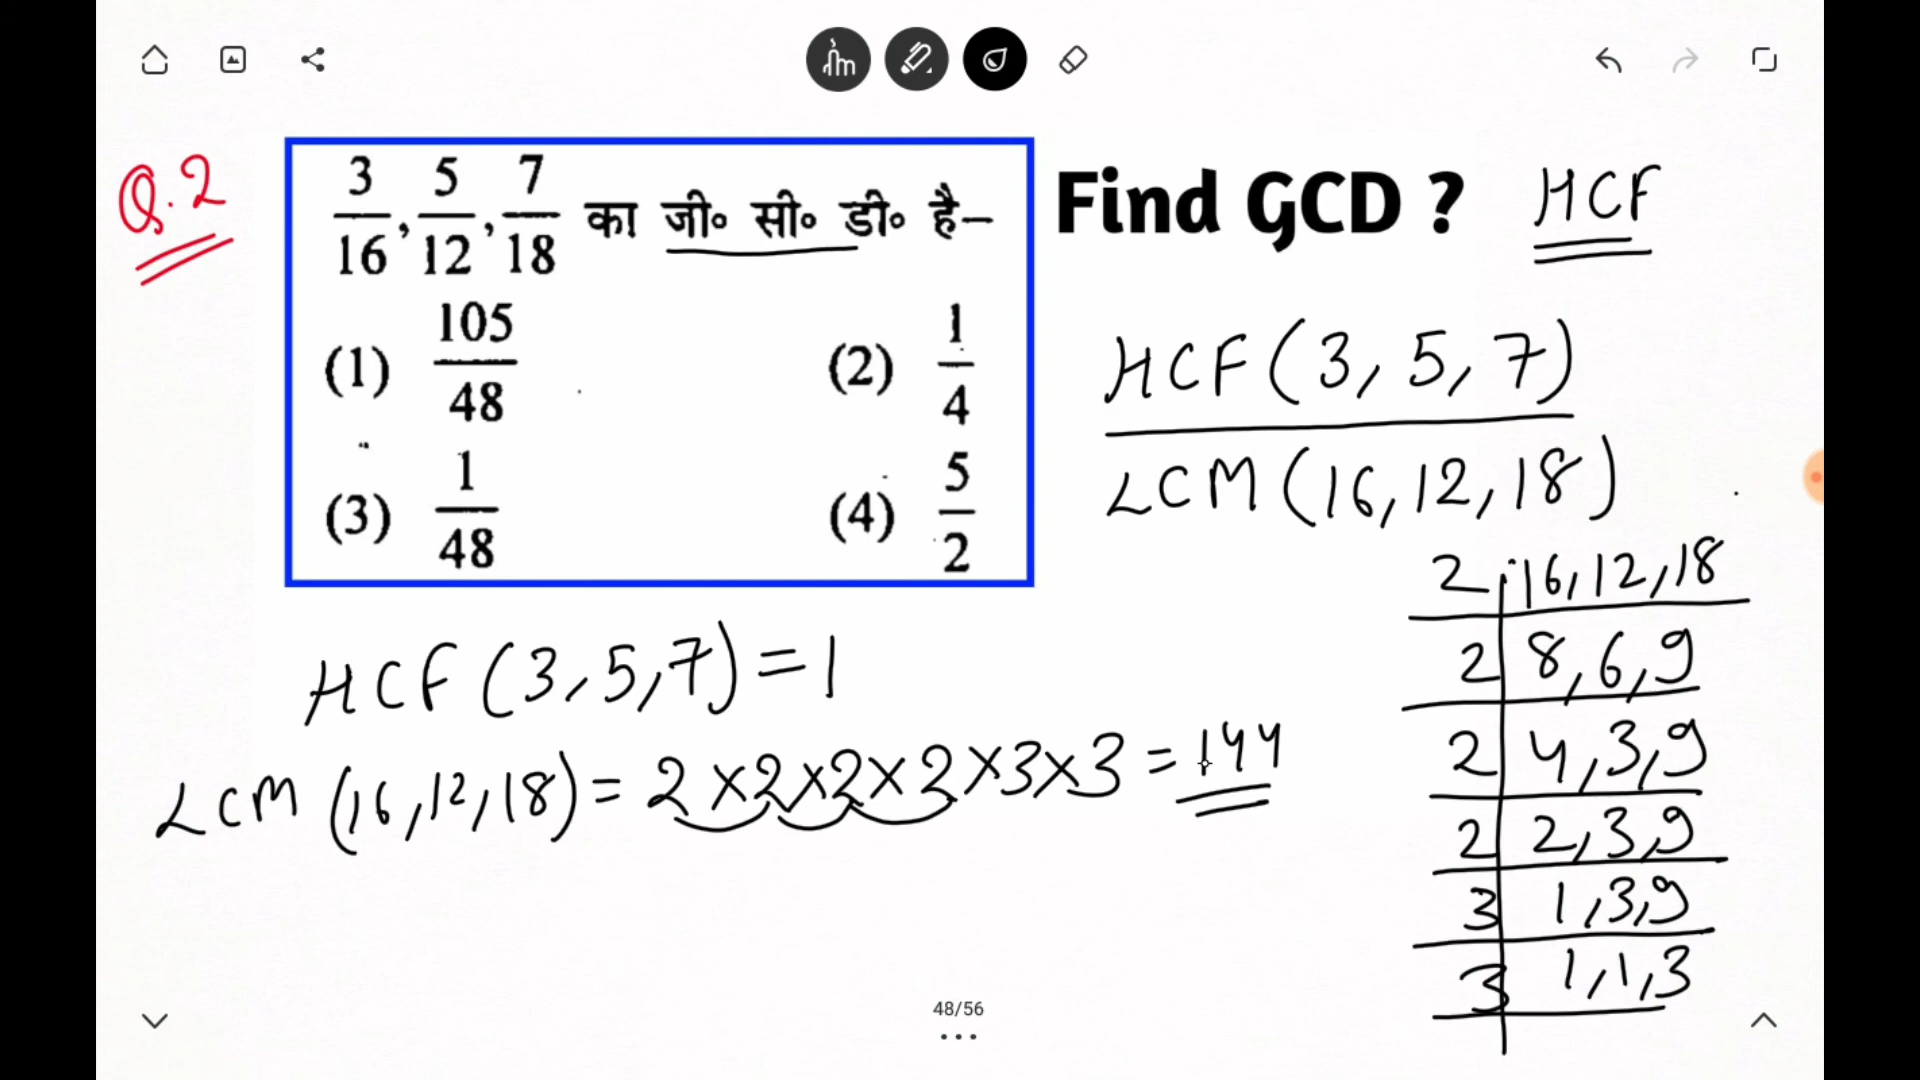 Q.2
3/16, 5/12, 7/18 का जी॰ सी॰ डी॰ है–
(1) 105/48 (2) 1/4
(3) 1/48 (4) 5/2
Find GCD ? HCF
HCF(3, 5, 7)
LCM(16, 12, 18)
2 | 16, 12, 18
2 | 8, 6, 9
2 | 4, 3, 9
2 | 2, 3, 9
3 | 1, 3, 9
3 | 1, 1, 3
HCF(3, 5, 7) = 1
LCM(16, 12, 18) = 2×2×2×2×3×3 = 144
48/56